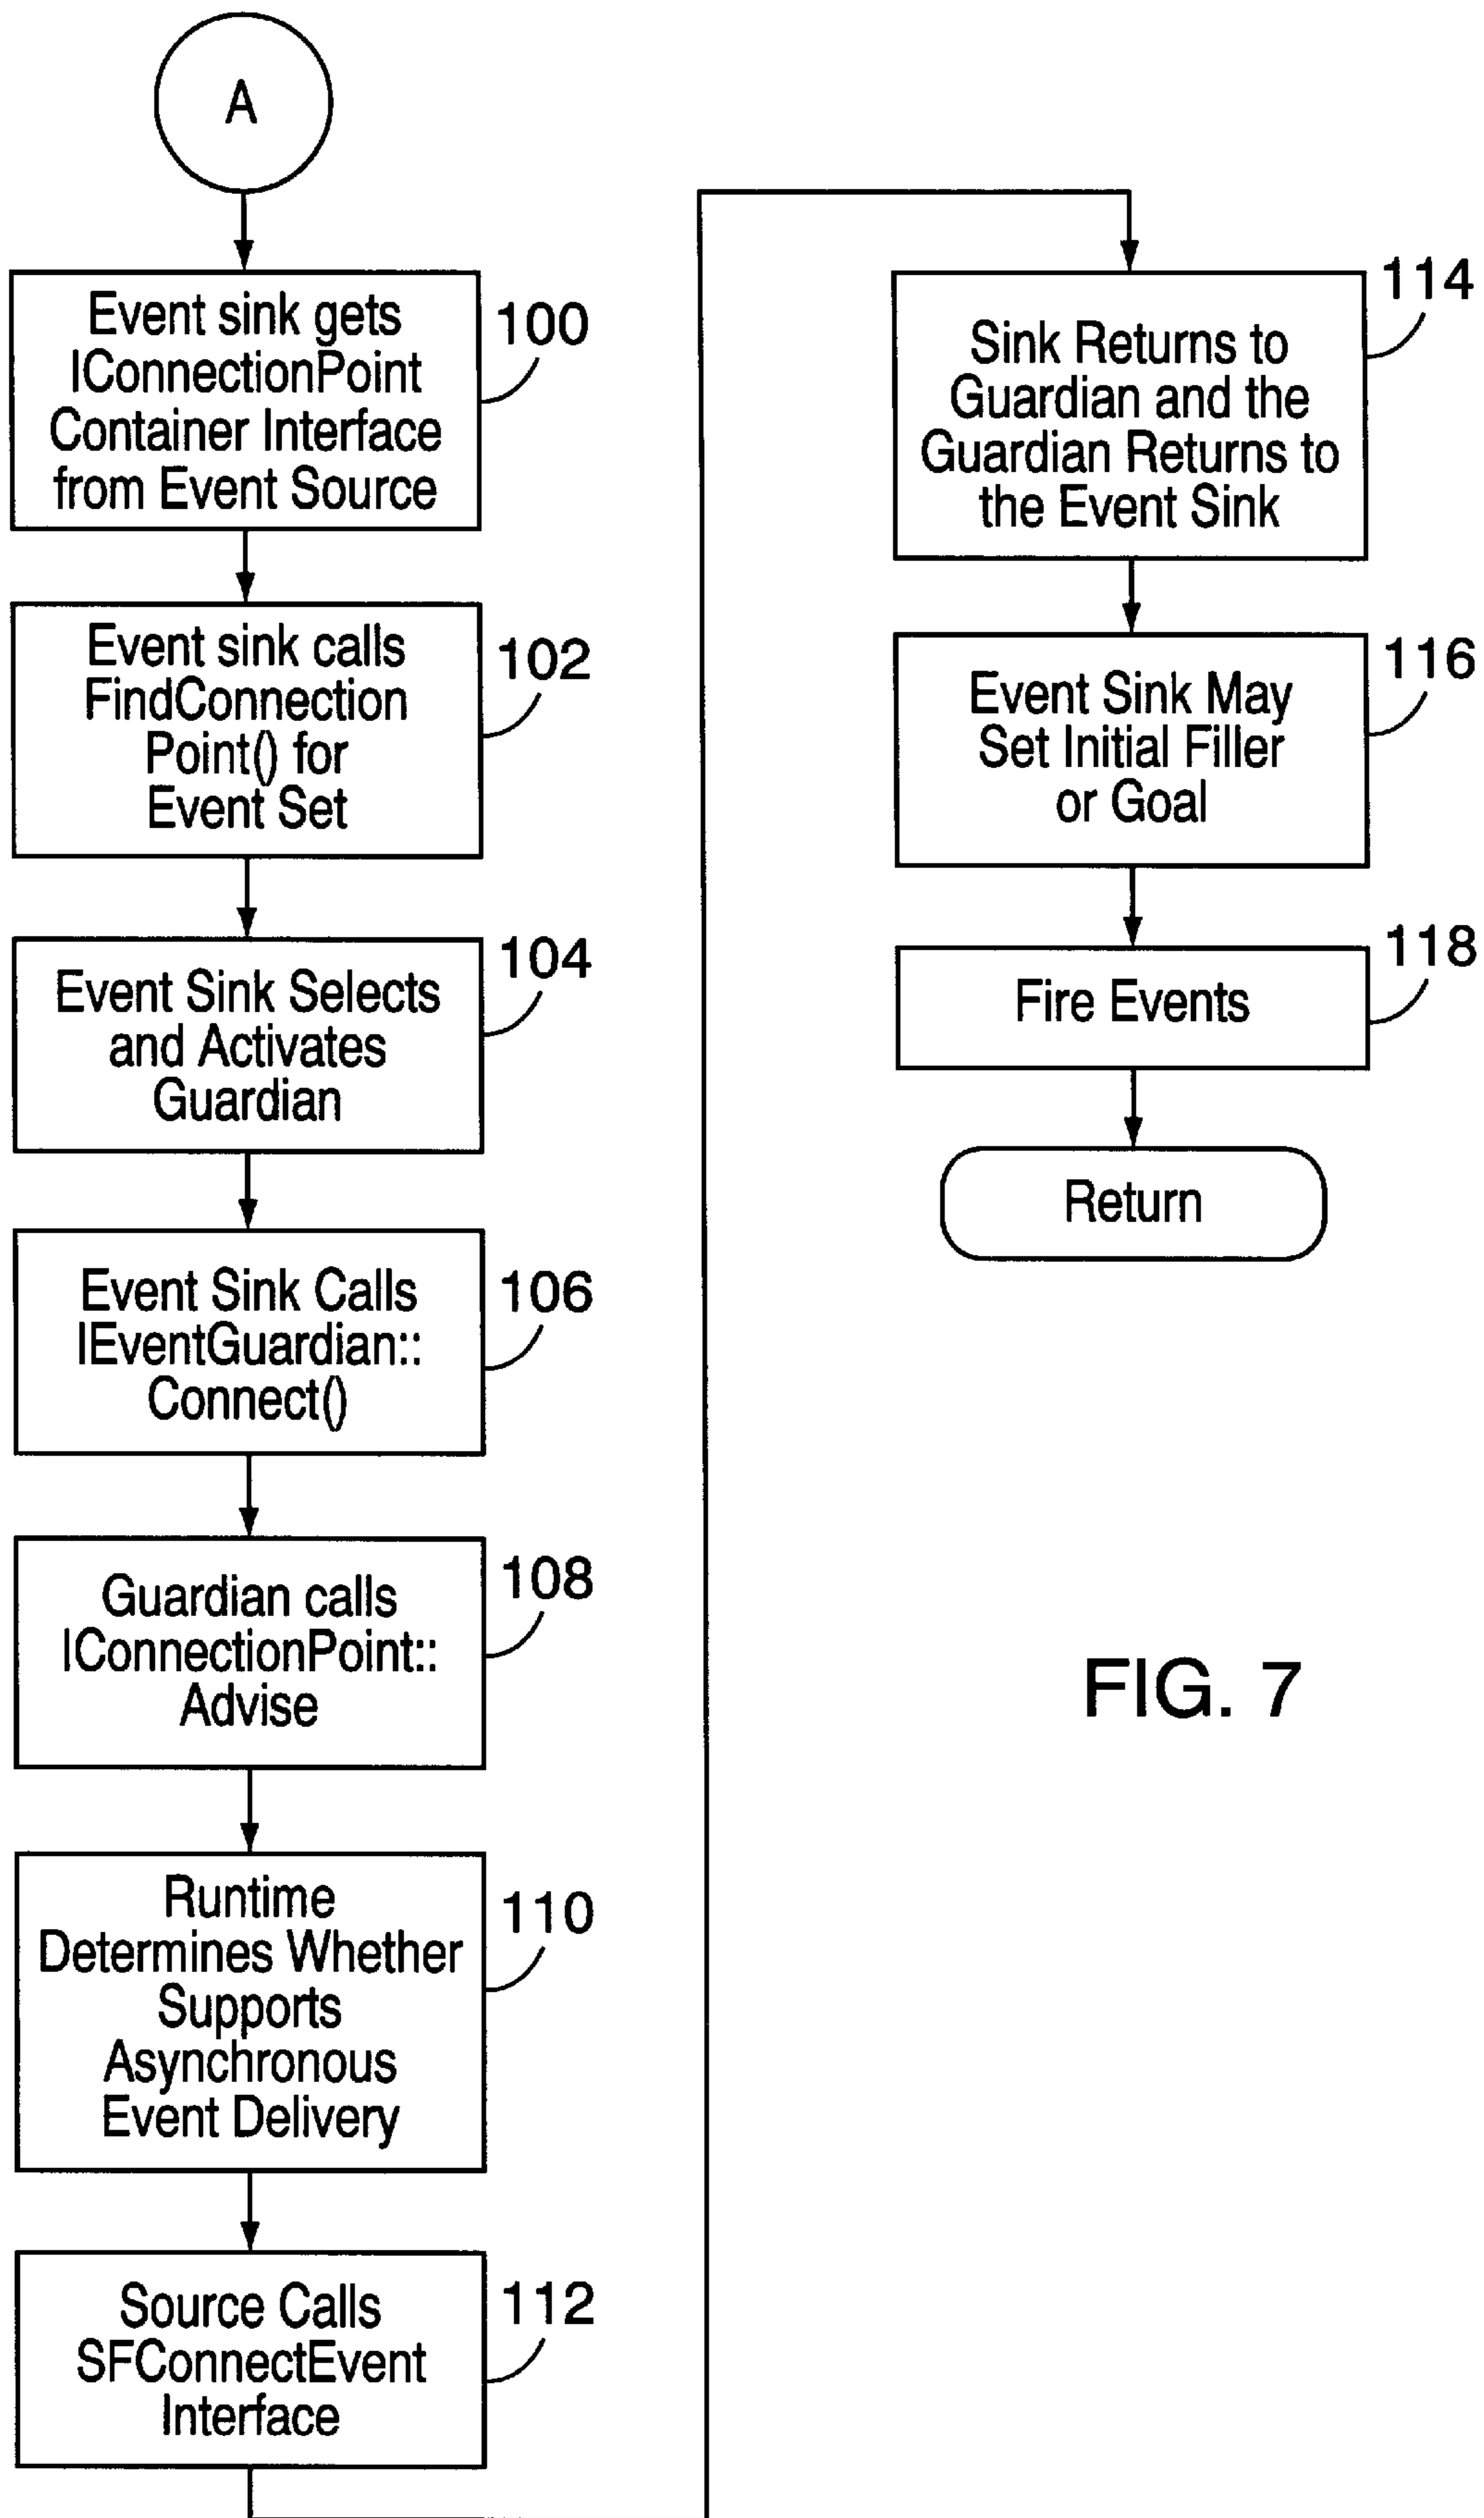 A
Event sink gets
IConnectionPoint
Container Interface
from Event Source
100
Event sink calls
FindConnection
Point() for
Event Set
102
Event Sink Selects
and Activates
Guardian
104
Event Sink Calls
IEventGuardian::
Connect()
106
Guardian calls
IConnectionPoint::
Advise
108
Runtime
Determines Whether
Supports
Asynchronous
Event Delivery
110
Source Calls
SFConnectEvent
Interface
112
Sink Returns to
Guardian and the
Guardian Returns to
the Event Sink
114
Event Sink May
Set Initial Filler
or Goal
116
Fire Events
118
Return
FIG. 7